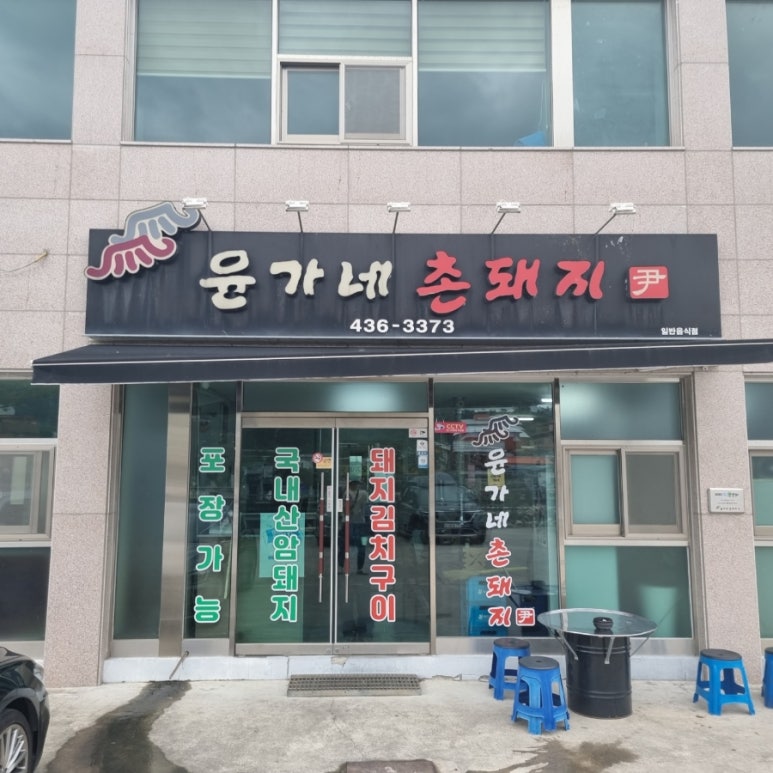 윤가네 촌돼지 尹
436-3373
일반음식점
포장가능
국내산암돼지
돼지김치구이
윤가네촌돼지 尹